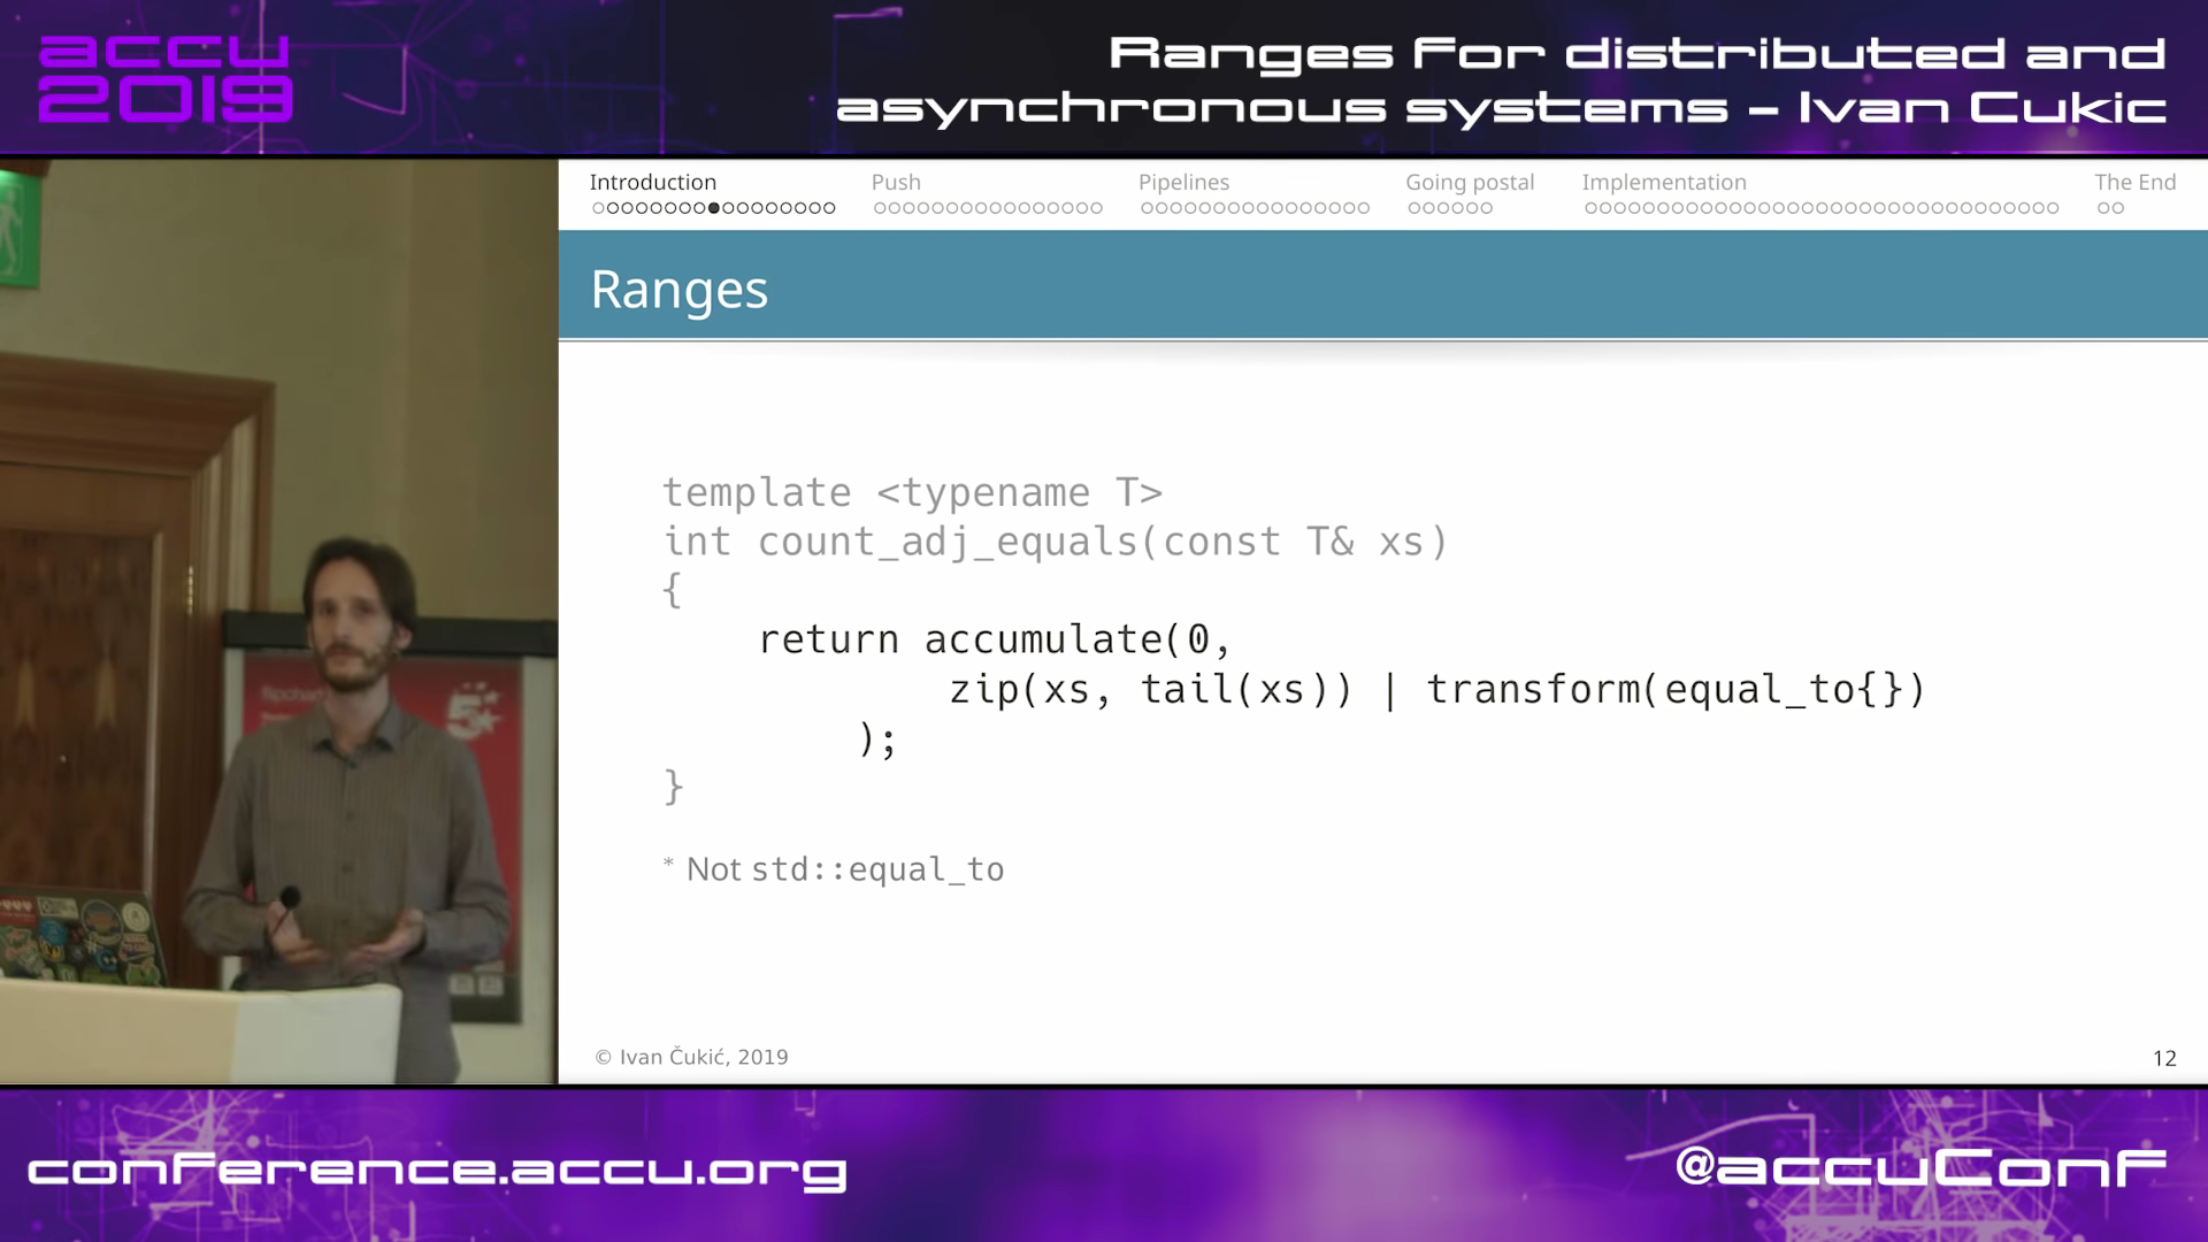 accu
2019
Ranges for distributed and
asynchronous systems - Ivan Cukic
Introduction
Push
Pipelines
Going postal
Implementation
The End
Ranges
template <typename T>
int count_adj_equals(const T& xs)
{
    return accumulate(0,
            zip(xs, tail(xs)) | transform(equal_to{})
        );
}
* Not std::equal_to
flipchart
5
© Ivan Čukić, 2019
12
conference.accu.org
@accuConf